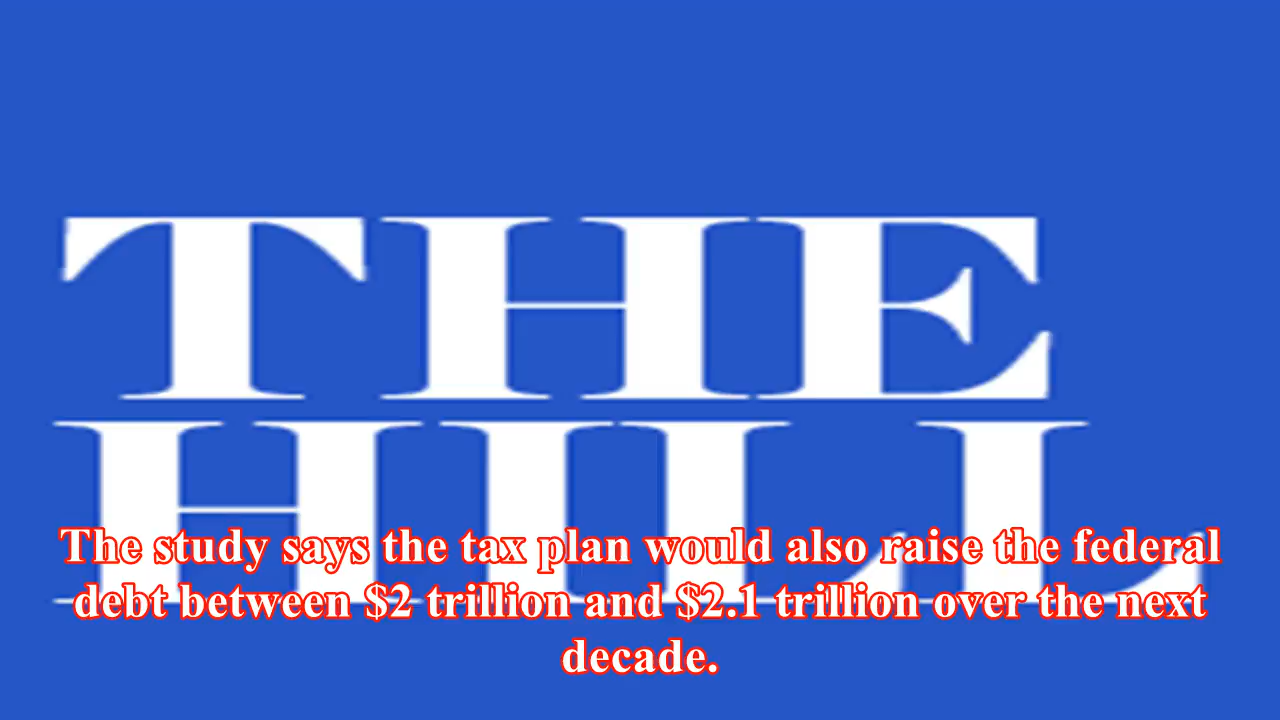 THE
HILL
The study says the tax plan would also raise the federal
debt between $2 trillion and $2.1 trillion over the next
decade.